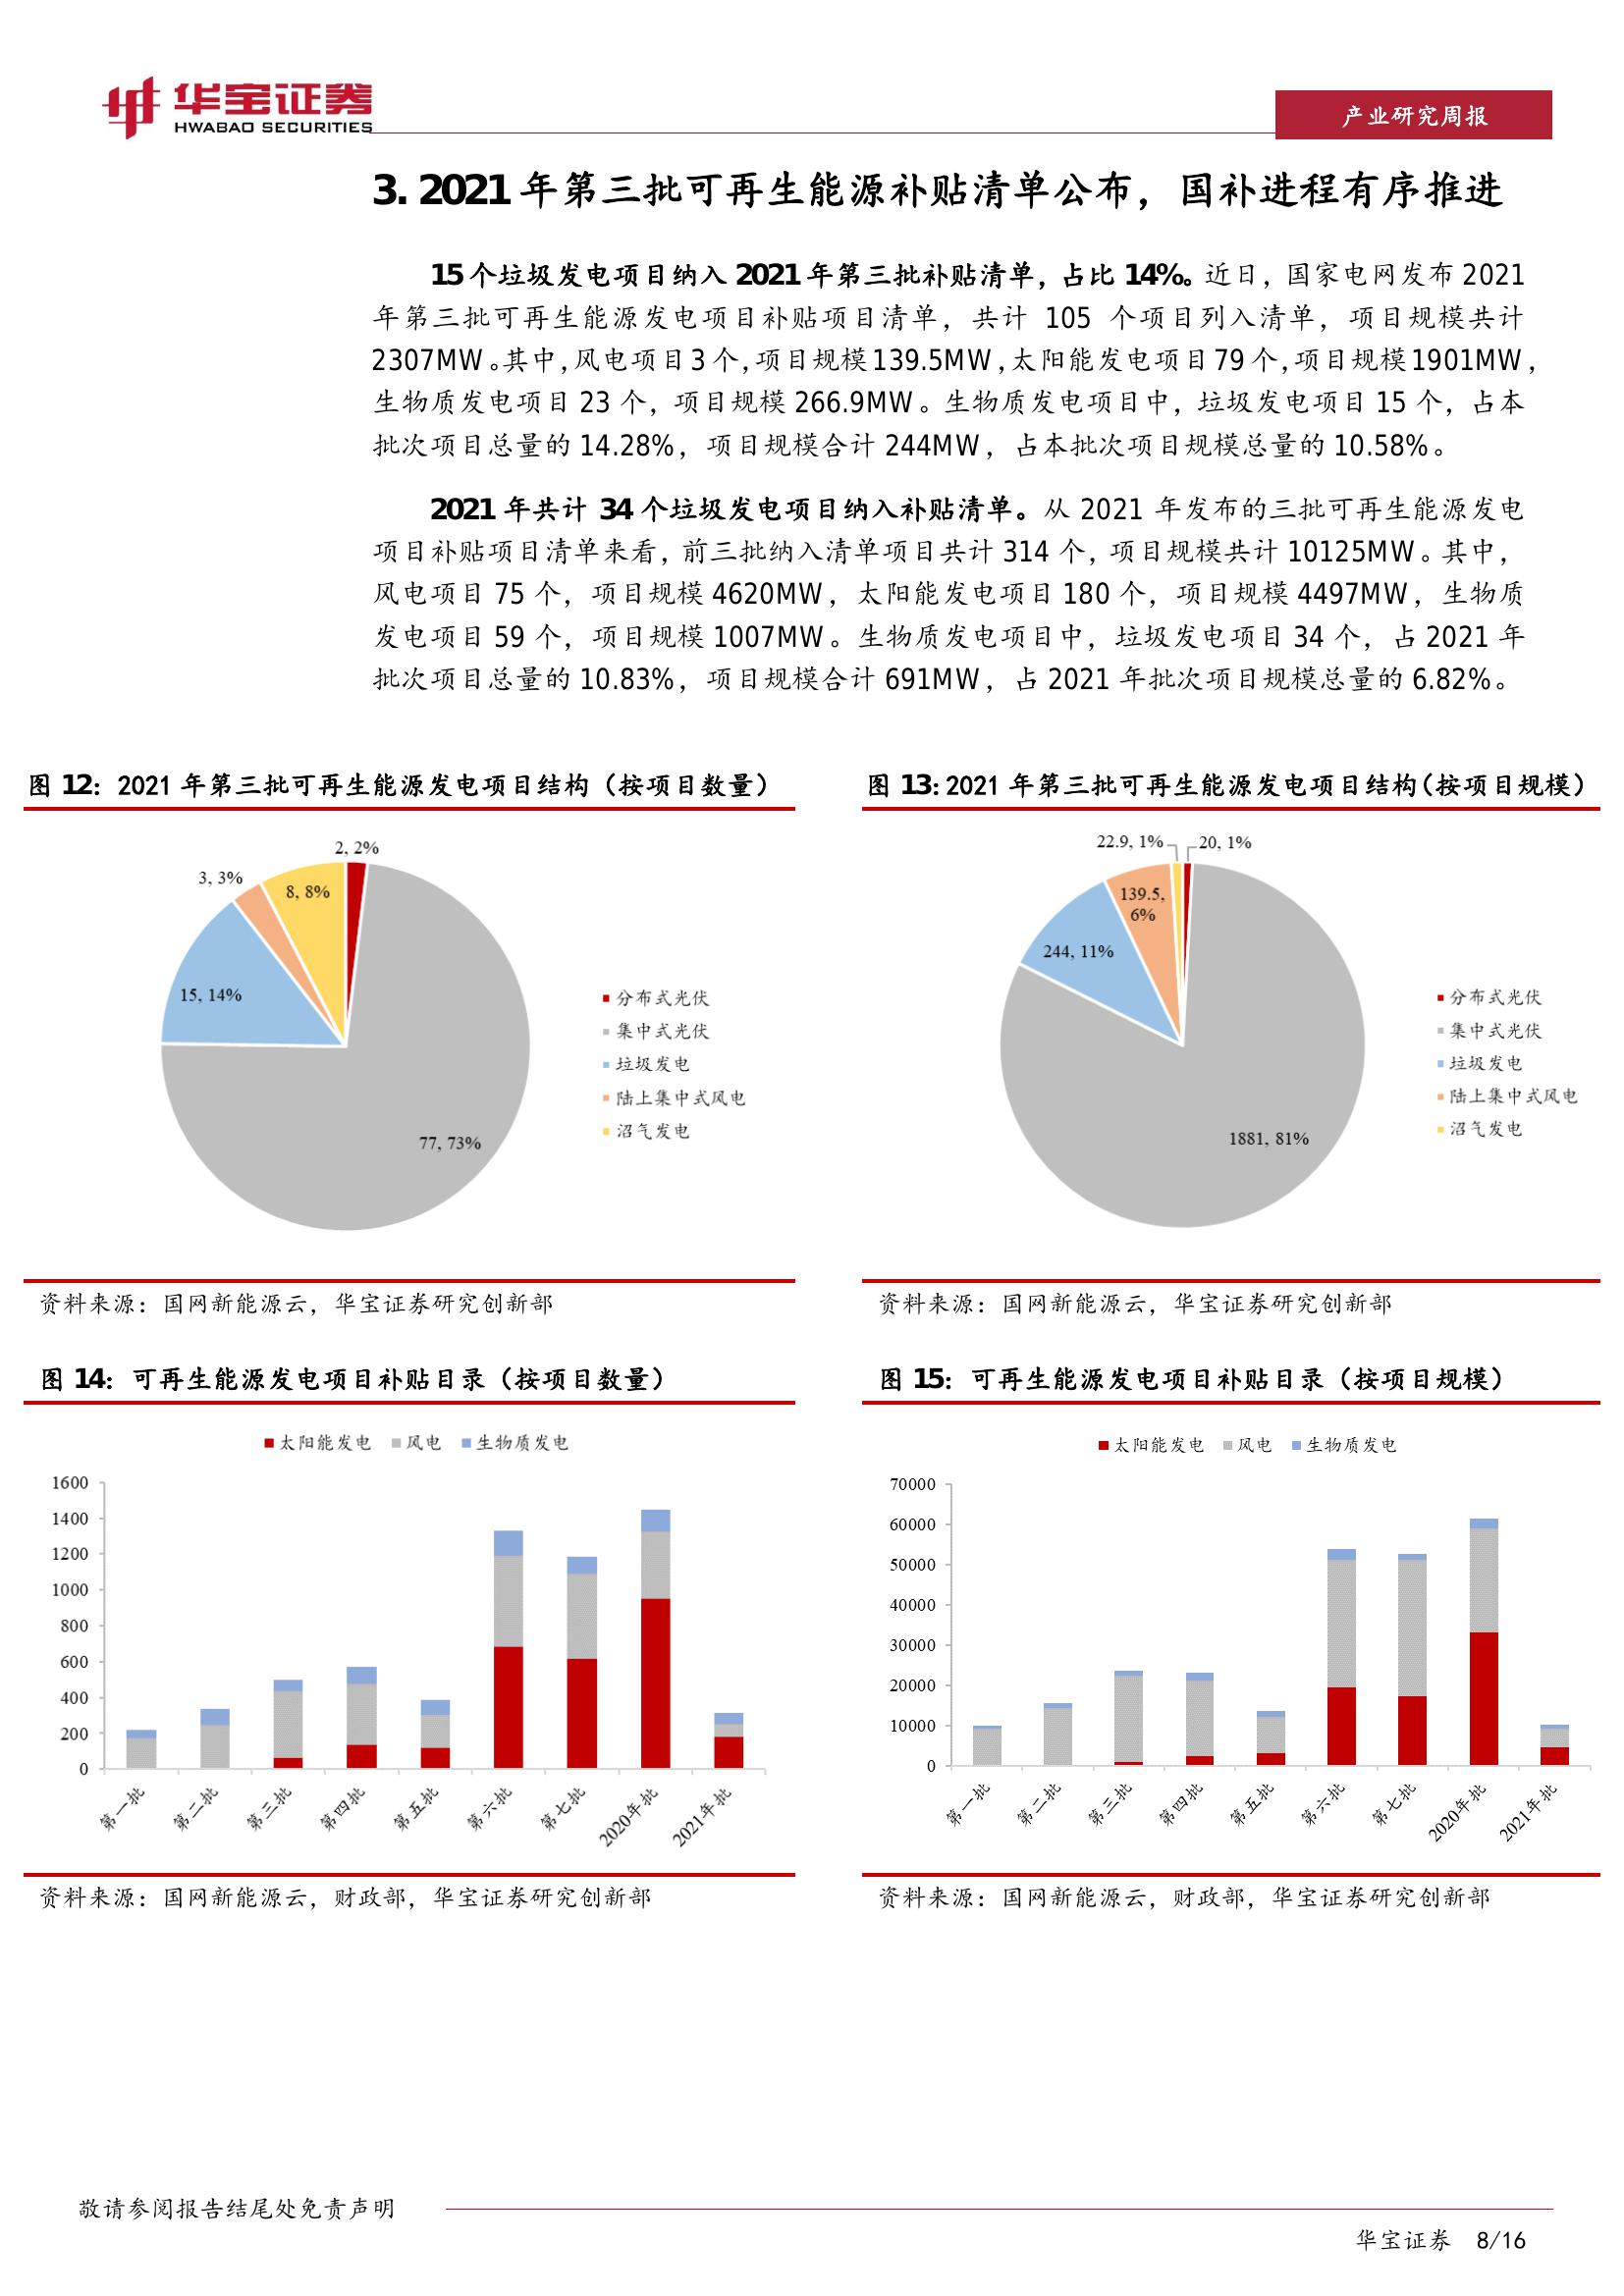 华宝证券
HWABAO SECURITIES
产业研究周报
3. 2021 年第三批可再生能源补贴清单公布，国补进程有序推进
15 个垃圾发电项目纳入 2021 年第三批补贴清单，占比 14%。近日，国家电网发布 2021
年第三批可再生能源发电项目补贴项目清单，共计 105 个项目列入清单，项目规模共计
2307MW。其中，风电项目 3 个，项目规模 139.5MW，太阳能发电项目 79 个，项目规模 1901MW，
生物质发电项目 23 个，项目规模 266.9MW。生物质发电项目中，垃圾发电项目 15 个，占本
批次项目总量的 14.28%，项目规模合计 244MW，占本批次项目规模总量的 10.58%。
2021 年共计 34 个垃圾发电项目纳入补贴清单。从 2021 年发布的三批可再生能源发电
项目补贴项目清单来看，前三批纳入清单项目共计 314 个，项目规模共计 10125MW。其中，
风电项目 75 个，项目规模 4620MW，太阳能发电项目 180 个，项目规模 4497MW，生物质
发电项目 59 个，项目规模 1007MW。生物质发电项目中，垃圾发电项目 34 个，占 2021 年
批次项目总量的 10.83%，项目规模合计 691MW，占 2021 年批次项目规模总量的 6.82%。
图 12：2021 年第三批可再生能源发电项目结构（按项目数量）
2, 2%
3, 3%
8, 8%
15, 14%
77, 73%
分布式光伏
集中式光伏
垃圾发电
陆上集中式风电
沼气发电
资料来源：国网新能源云，华宝证券研究创新部
图 13：2021 年第三批可再生能源发电项目结构（按项目规模）
22.9, 1%
20, 1%
139.5,
6%
244, 11%
1881, 81%
分布式光伏
集中式光伏
垃圾发电
陆上集中式风电
沼气发电
资料来源：国网新能源云，华宝证券研究创新部
图 14：可再生能源发电项目补贴目录（按项目数量）
太阳能发电 风电 生物质发电
1600
1400
1200
1000
800
600
400
200
0
第一批 第二批 第三批 第四批 第五批 第六批 第七批 2020年批 2021年批
资料来源：国网新能源云，财政部，华宝证券研究创新部
图 15：可再生能源发电项目补贴目录（按项目规模）
太阳能发电 风电 生物质发电
70000
60000
50000
40000
30000
20000
10000
0
第一批 第二批 第三批 第四批 第五批 第六批 第七批 2020年批 2021年批
资料来源：国网新能源云，财政部，华宝证券研究创新部
敬请参阅报告结尾处免责声明
华宝证券 8/16